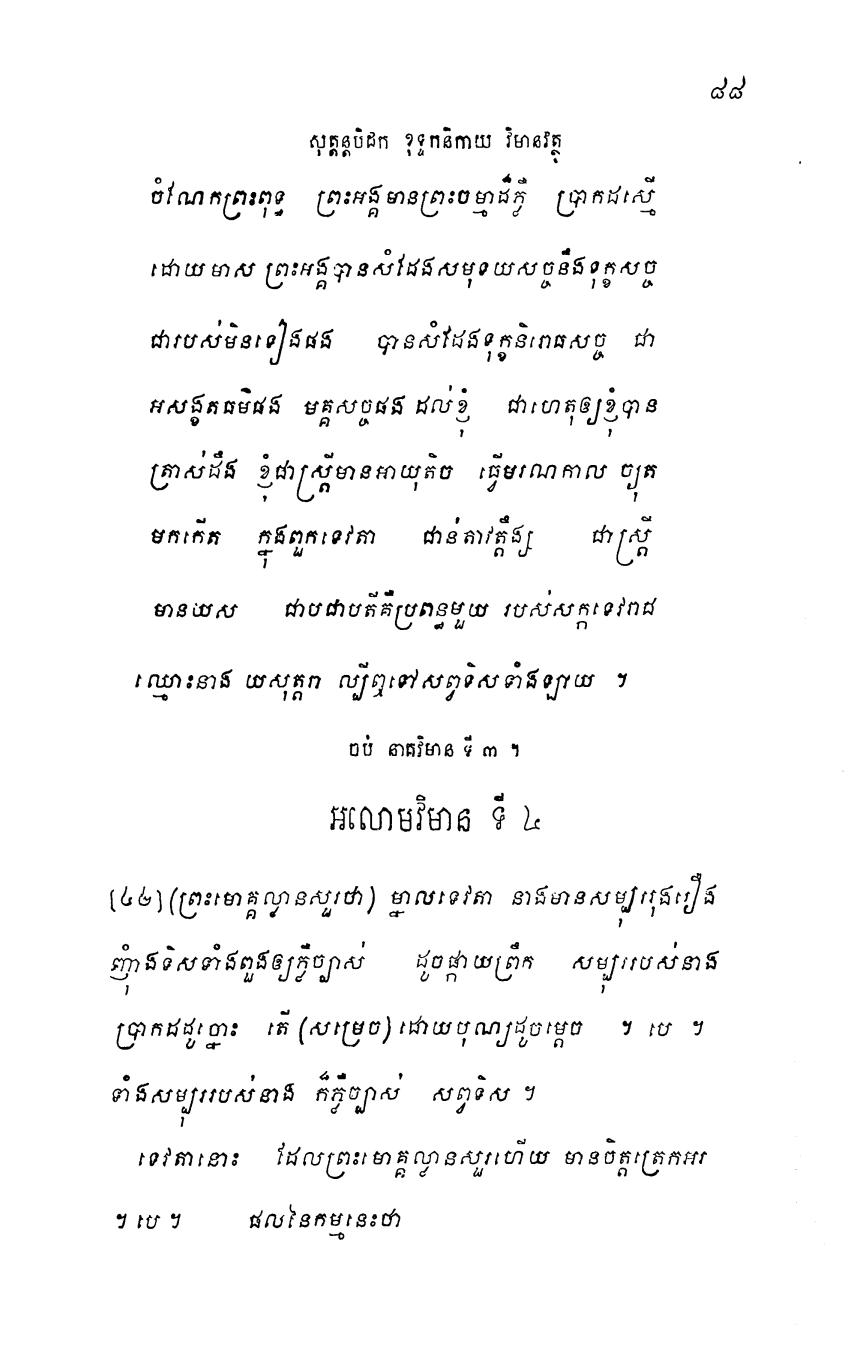 ៨៨
សុត្តន្តបិដក ខុទ្ទកនិកាយ វិមានវត្ថុ
ចំណែកព្រះពុទ្ធ ព្រះអង្គមានព្រះចម្មដ៏ភ្លឺ ប្រាកដស្មើ
ដោយមាស ព្រះអង្គបានសំដែងសមុទយសច្ចនឹងទុក្ខសច្ច
ជារបស់មិនទៀងផង បានសំដែងទុក្ខនិរោធសច្ច ជា
អសង្ខតធម៌ផង មគ្គសច្ចផង ដល់ខ្ញុំ ជាហេតុឲ្យខ្ញុំបាន
ត្រាស់ដឹង ខ្ញុំជាស្ត្រីមានអាយុតិច ធ្វើមរណកាល ច្យុត
មកកើត ក្នុងពួកទេវតា ជាន់តាវត្តឹង្ស ជាស្ត្រី
មានយស ជាបជាបតីគឺប្រពន្ធមួយ របស់សក្កទេវរាជ
ឈ្មោះនាង យសុត្តរា ល្បីឮទៅសព្វទិសទាំងឡាយ ។
ចប់ នាគវិមាន ទី ៣ ។
អលោមវិមាន ទី ៤
[៤៤] (ព្រះមោគ្គល្លានសួរថា) ម្នាលទេវតា នាងមានសម្បុររុងរឿង
ញុំាងទិសទាំងពួងឲ្យភ្លឺច្បាស់ ដូចផ្កាយព្រឹក សម្បុររបស់នាង
ប្រាកដដូច្នោះ តើ (សម្រេច) ដោយបុណ្យដូចម្តេច ។ បេ ។
ទាំងសម្បុររបស់នាង ក៏ភ្លឺច្បាស់ សព្វទិស ។
ទេវតានោះ ដែលព្រះមោគ្គល្លានសួរហើយ មានចិត្តត្រេកអរ
។ បេ ។ ផលនៃកម្មនេះថា